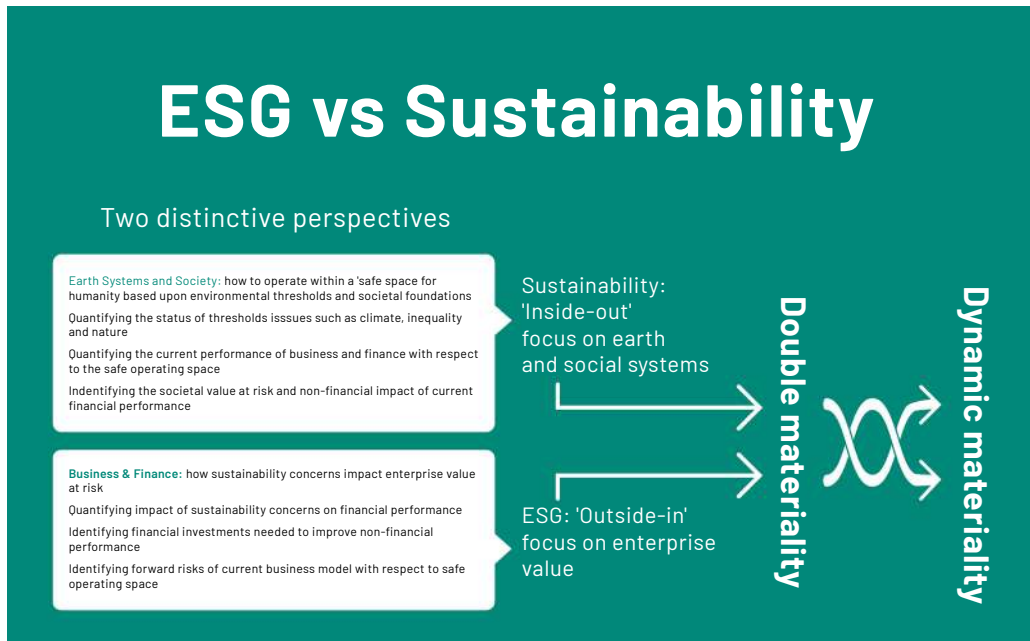 ESG vs Sustainability
Two distinctive perspectives
Earth Systems and Society: how to operate within a 'safe space for
humanity based upon environmental thresholds and societal foundations
Quantifying the status of thresholds isssues such as climate, inequality
and nature
Quantifying the current performance of business and finance with respect
to the safe operating space
Indentifying the societal value at risk and non-financial impact of current
financial performance
Sustainability:
'Inside-out'
focus on earth
and social systems
Business & Finance: how sustainability concerns impact enterprise value
at risk
Quantifying impact of sustainability concerns on financial performance
Identifying financial investments needed to improve non-financial
performance
Identifying forward risks of current business model with respect to safe
operating space
ESG: 'Outside-in'
focus on enterprise
value
Double materiality
Dynamic materiality